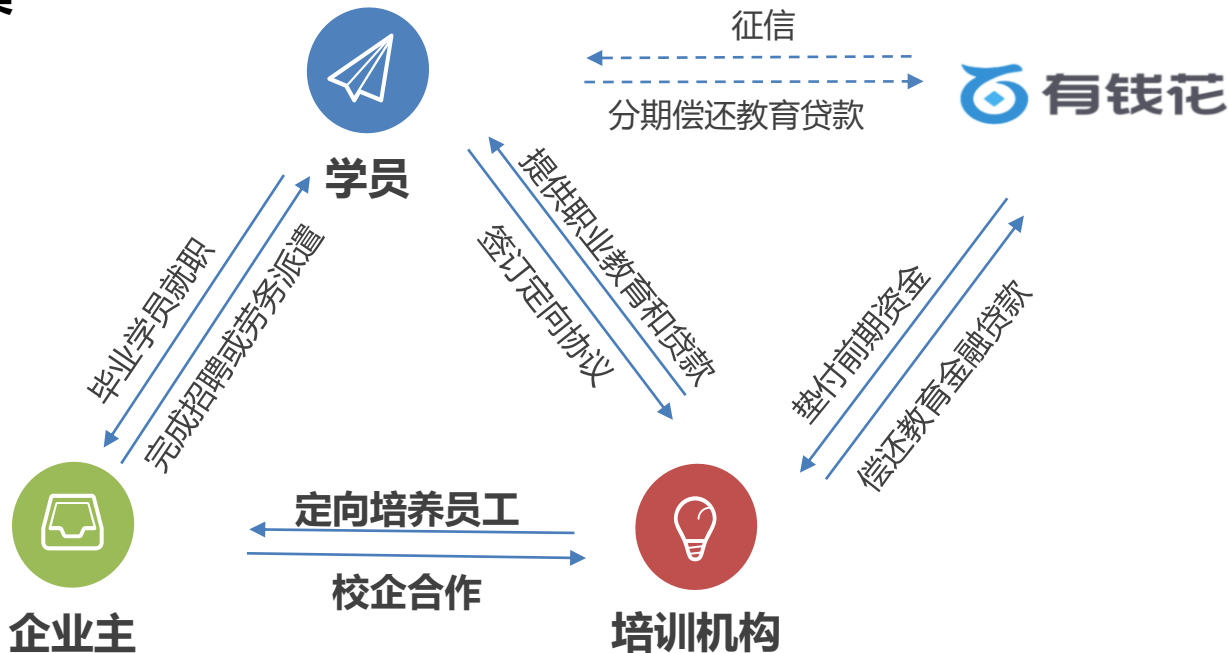 征信
有钱花
分期偿还教育贷款
学员
提供职业教育和贷款
签订定向协议
毕业学员就职
完成招聘或劳务派遣
垫付前期资金
偿还教育金融贷款
定向培养员工
校企合作
企业主
培训机构